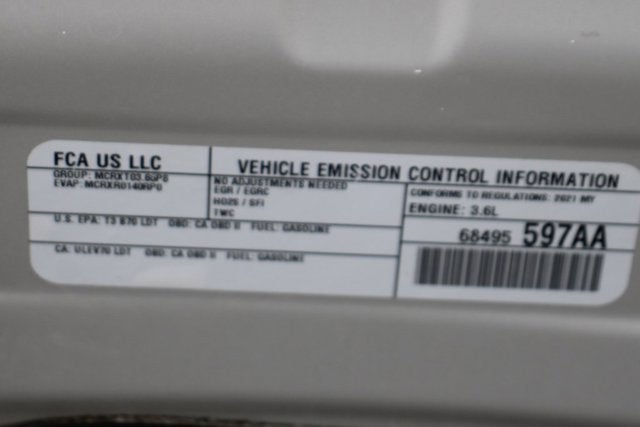 FCA US LLC
VEHICLE EMISSION CONTROL INFORMATION
GROUP: MCRXT03.65P8
EVAP: MCRXR0140RP0
NO ADJUSTMENTS NEEDED
EGR / EGRC
HO2S / SFI
TWC
CONFORMS TO REGULATIONS: 2021 MY
ENGINE: 3.6L
U.S. EPA: T3 B70 LDT OBD: CA OBD II FUEL: GASOLINE
68495 597AA
CA: ULEV70 LDT OBD: CA OBD II FUEL: GASOLINE